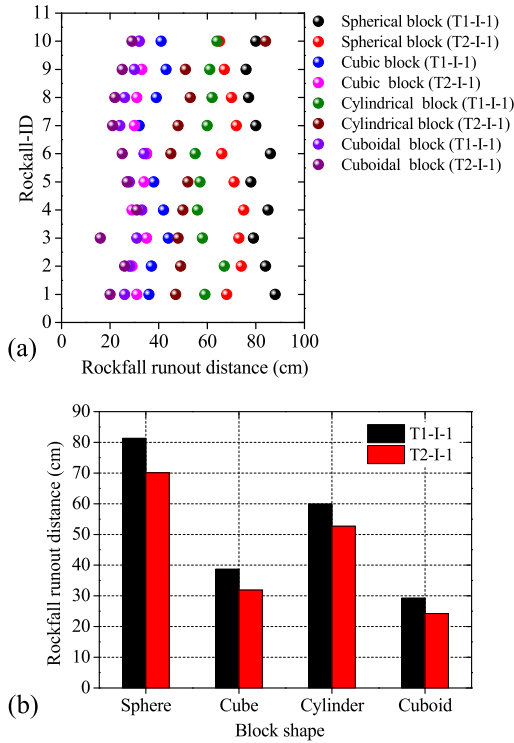 11
10
9
8
7
6
5
4
3
2
1
0
Rockall-ID
0 20 40 60 80 100
Rockfall runout distance (cm)
(a)
Spherical block (T1-I-1)
Spherical block (T2-I-1)
Cubic block (T1-I-1)
Cubic block (T2-I-1)
Cylindrical block (T1-I-1)
Cylindrical block (T2-I-1)
Cuboidal block (T1-I-1)
Cuboidal block (T2-I-1)
90
80
70
60
50
40
30
20
10
0
Rockfall runout distance (cm)
T1-I-1
T2-I-1
Sphere Cube Cylinder Cuboid
Block shape
(b)